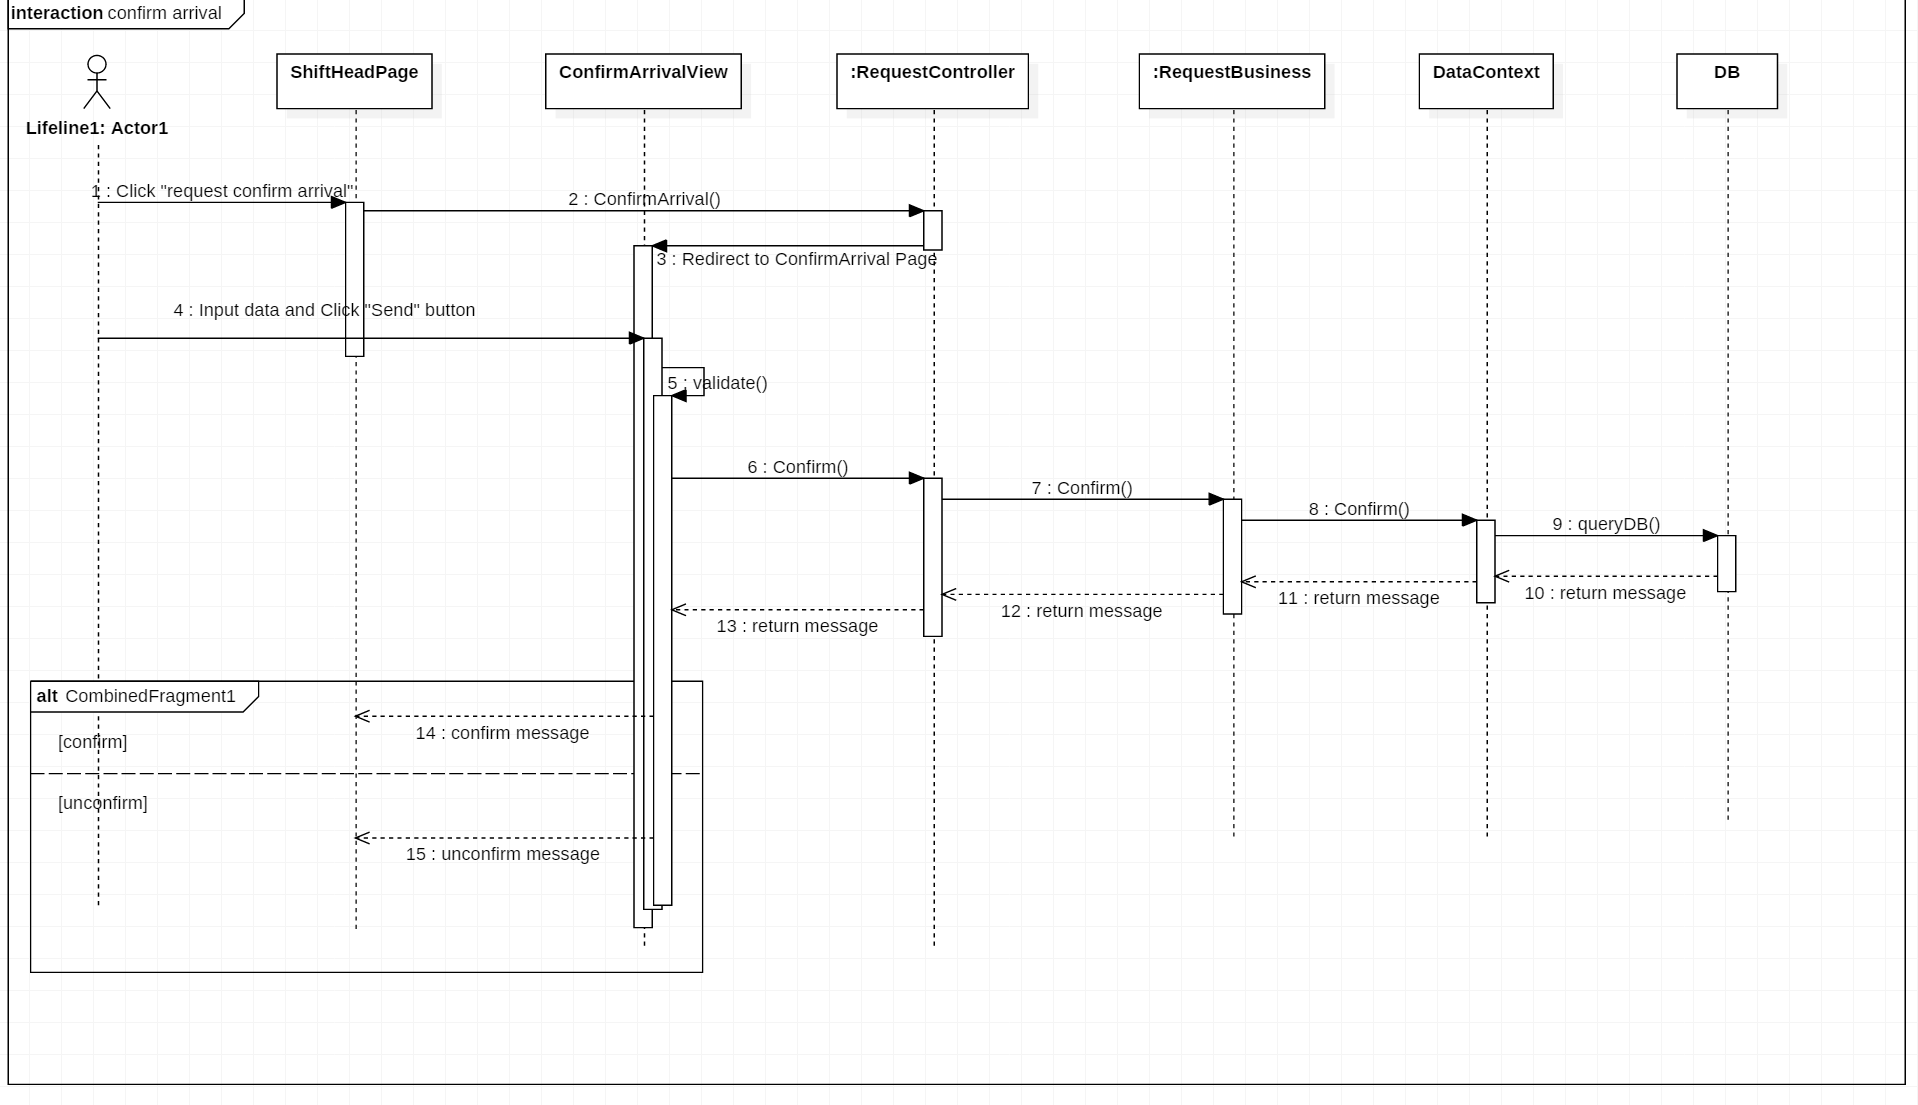 interaction confirm arrival
Lifeline1: Actor1
ShiftHeadPage
ConfirmArrivalView
:RequestController
:RequestBusiness
DataContext
DB
1 : Click "request confirm arrival"
2 : ConfirmArrival()
3 : Redirect to ConfirmArrival Page
4 : Input data and Click "Send" button
5 : validate()
6 : Confirm()
7 : Confirm()
8 : Confirm()
9 : queryDB()
10 : return message
11 : return message
12 : return message
13 : return message
alt CombinedFragment1
14 : confirm message
[confirm]
[unconfirm]
15 : unconfirm message